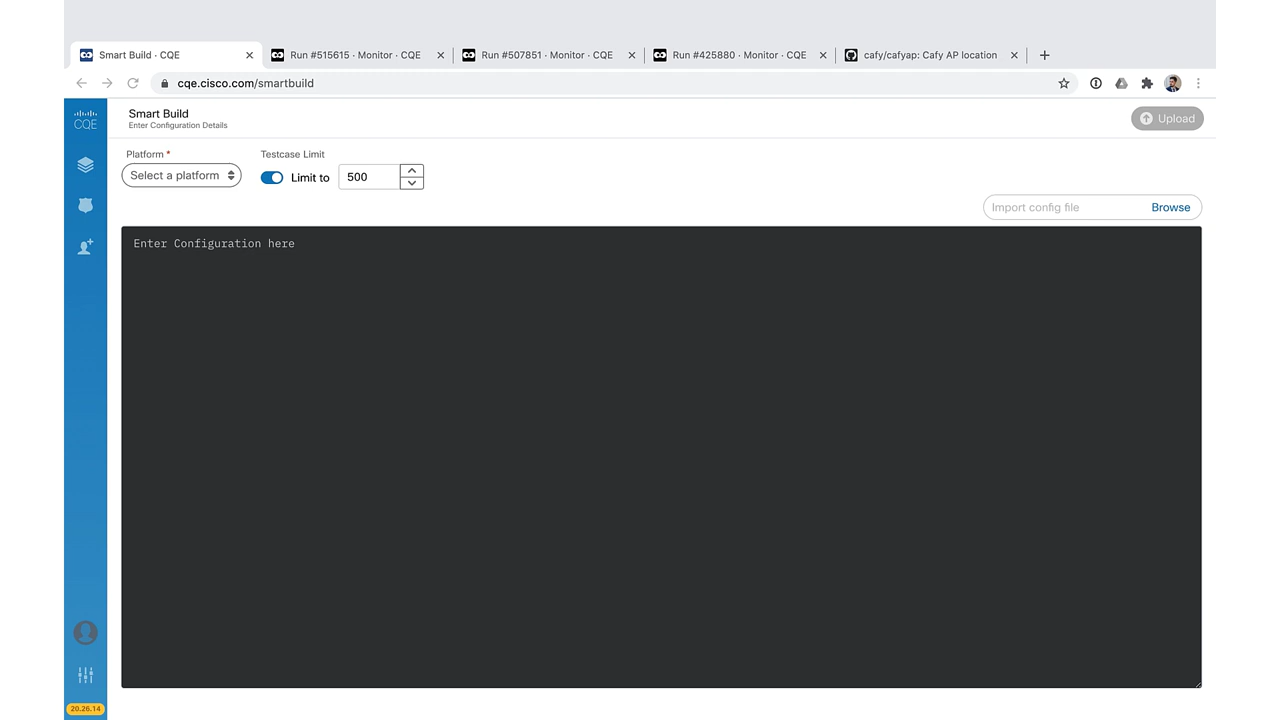 Smart Build - CQE
Run #515615 · Monitor · CQE
Run #507851 · Monitor · CQE
Run #425880 · Monitor · CQE
cafy/cafyap: Cafy AP location
cqe.cisco.com/smartbuild
CQE
Smart Build
Enter Configuration Details
Upload
Platform *
Testcase Limit
Select a platform
Limit to
500
Import config file
Browse
Enter Configuration here
20.26.14